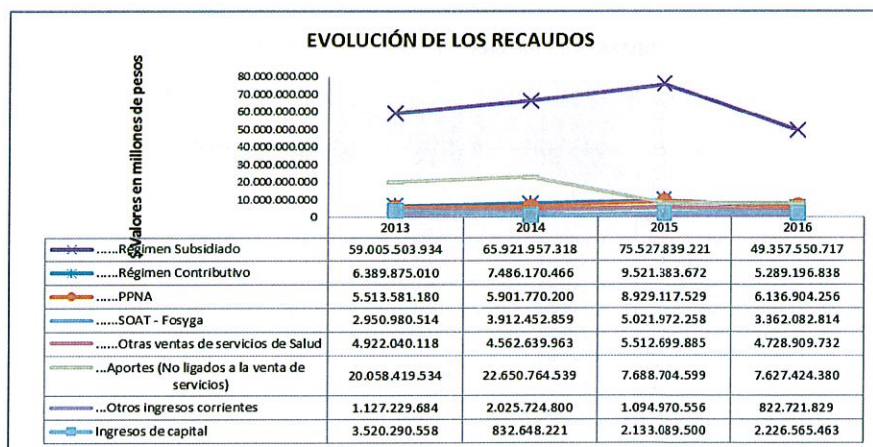 EVOLUCIÓN DE LOS RECAUDOS
$Valores en millones de pesos
80.000.000.000
70.000.000.000
60.000.000.000
50.000.000.000
40.000.000.000
30.000.000.000
20.000.000.000
10.000.000.000
0
2013 2014 2015 2016
......Régimen Subsidiado 59.005.503.934 65.921.957.318 75.527.839.221 49.357.550.717
......Régimen Contributivo 6.389.875.010 7.486.170.466 9.521.383.672 5.289.196.838
......PPNA 5.513.581.180 5.901.770.200 8.929.117.529 6.136.904.256
......SOAT - Fosyga 2.950.980.514 3.912.452.859 5.021.972.258 3.362.082.814
......Otras ventas de servicios de Salud 4.922.040.118 4.562.639.963 5.512.699.885 4.728.909.732
...Aportes (No ligados a la venta de
servicios) 20.058.419.534 22.650.764.539 7.688.704.599 7.627.424.380
...Otros ingresos corrientes 1.127.229.684 2.025.724.800 1.094.970.556 822.721.829
Ingresos de capital 3.520.290.558 832.648.221 2.133.089.500 2.226.565.463